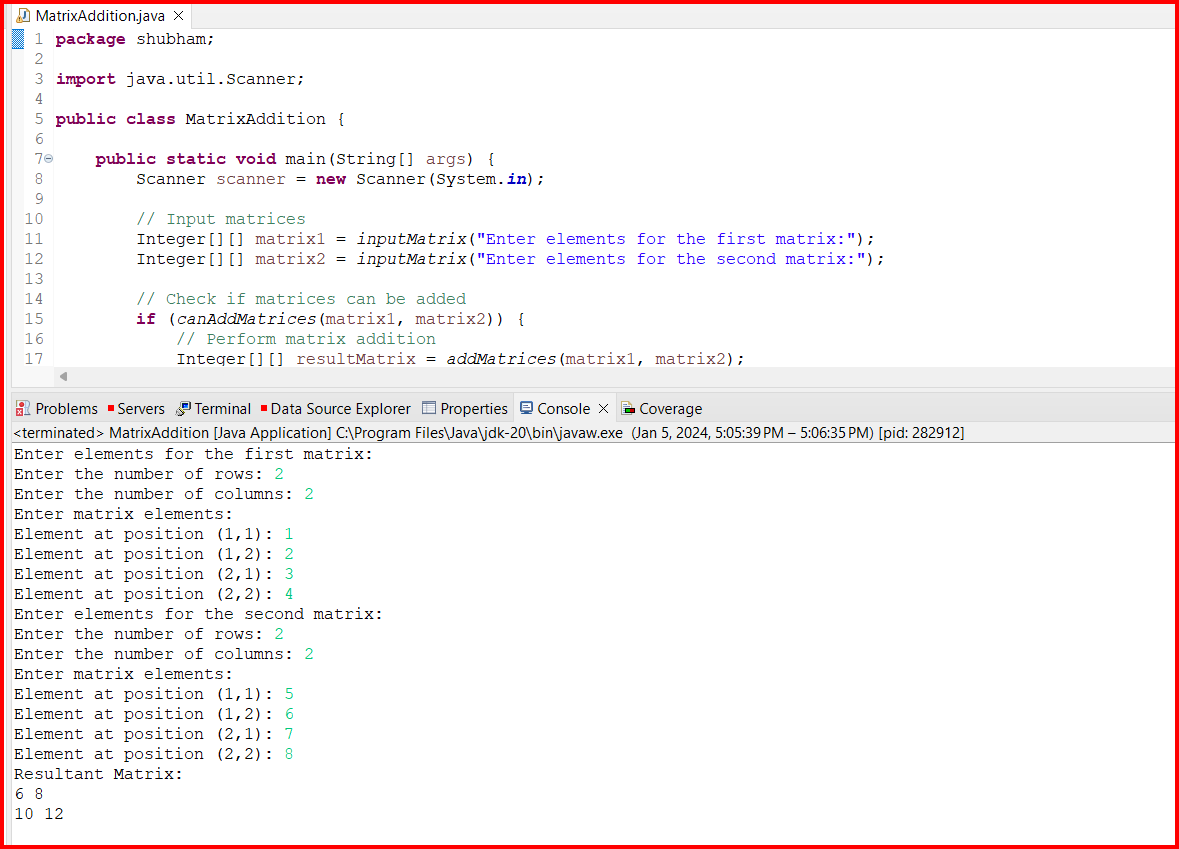 MatrixAddition.java
1 package shubham;
2
3 import java.util.Scanner;
4
5 public class MatrixAddition {
6
7 public static void main(String[] args) {
8 Scanner scanner = new Scanner(System.in);
9
10 // Input matrices
11 Integer[][] matrix1 = inputMatrix("Enter elements for the first matrix:");
12 Integer[][] matrix2 = inputMatrix("Enter elements for the second matrix:");
13
14 // Check if matrices can be added
15 if (canAddMatrices(matrix1, matrix2)) {
16 // Perform matrix addition
17 Integer[][] resultMatrix = addMatrices(matrix1, matrix2);
Problems Servers Terminal Data Source Explorer Properties Console Coverage
<terminated> MatrixAddition [Java Application] C:\Program Files\Java\jdk-20\bin\javaw.exe (Jan 5, 2024, 5:05:39 PM – 5:06:35 PM) [pid: 282912]
Enter elements for the first matrix:
Enter the number of rows: 2
Enter the number of columns: 2
Enter matrix elements:
Element at position (1,1): 1
Element at position (1,2): 2
Element at position (2,1): 3
Element at position (2,2): 4
Enter elements for the second matrix:
Enter the number of rows: 2
Enter the number of columns: 2
Enter matrix elements:
Element at position (1,1): 5
Element at position (1,2): 6
Element at position (2,1): 7
Element at position (2,2): 8
Resultant Matrix:
6 8
10 12